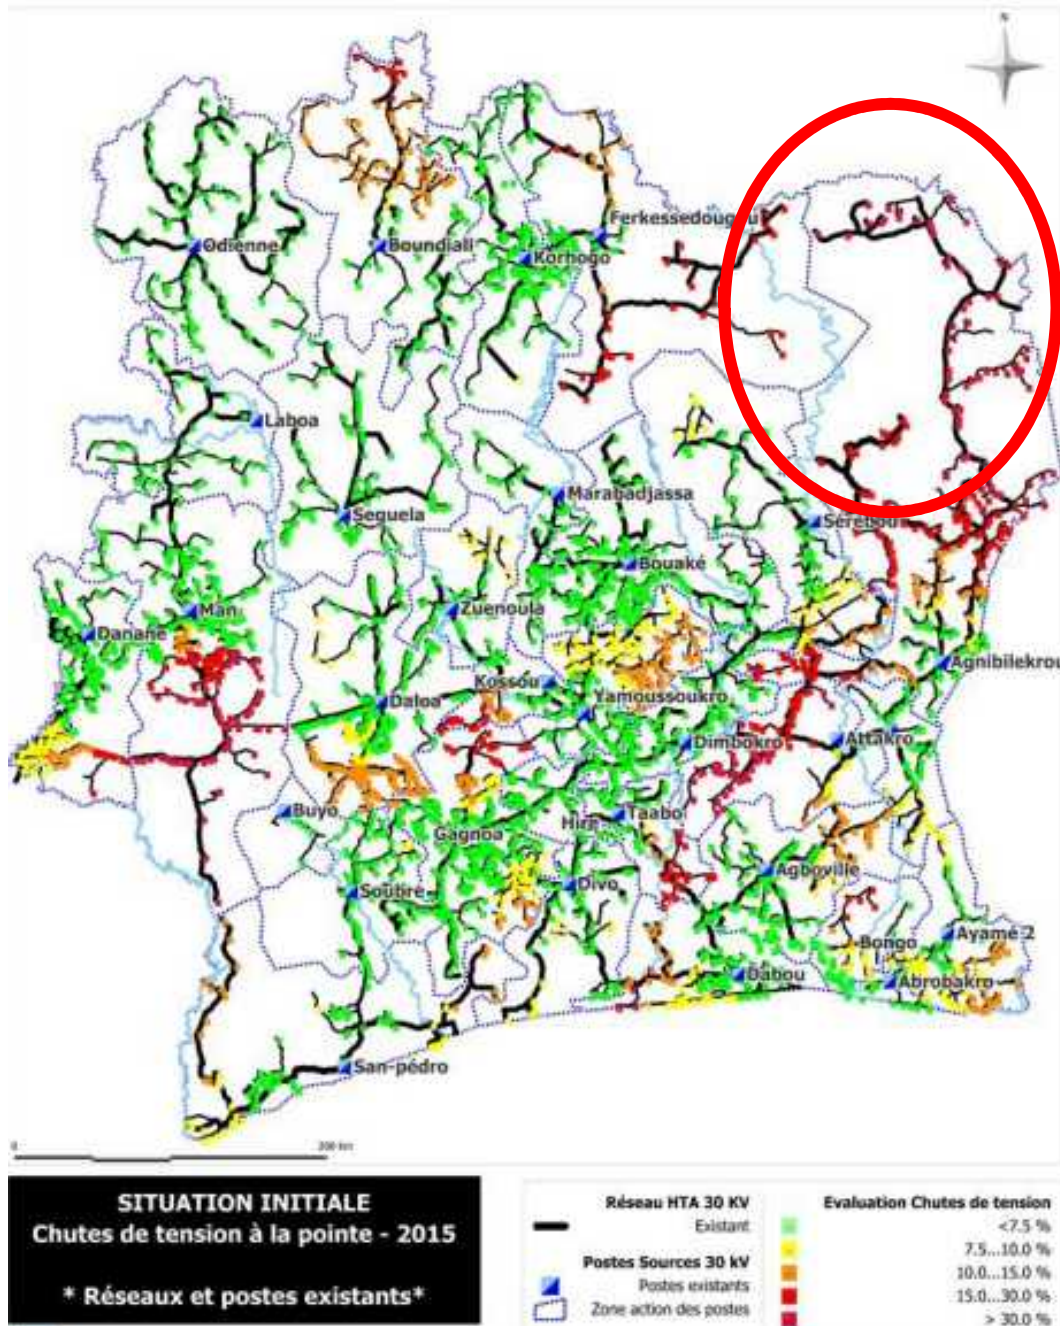 N
Ferkessedougou
Odienne
Boundiali
Korhogo
Laboa
Marabadjassa
Seguela
Serebou
Bouaké
Zuenoula
Man
Danane
Agnibilekrou
Kossou
Daloa
Yamoussoukro
Dimbokro
Attakro
Buyo
Taabo
Hire
Gagnoa
Agboville
Divo
Soubre
Ayamé 2
Bongo
Dabou
Abrobakro
San-pédro
0 200 km
SITUATION INITIALE
Chutes de tension à la pointe - 2015
* Réseaux et postes existants*
Réseau HTA 30 KV
Existant
Postes Sources 30 kV
Postes existants
Zone action des postes
Evaluation Chutes de tension
<7.5 %
7.5...10.0 %
10.0...15.0 %
15.0...30.0 %
> 30.0 %